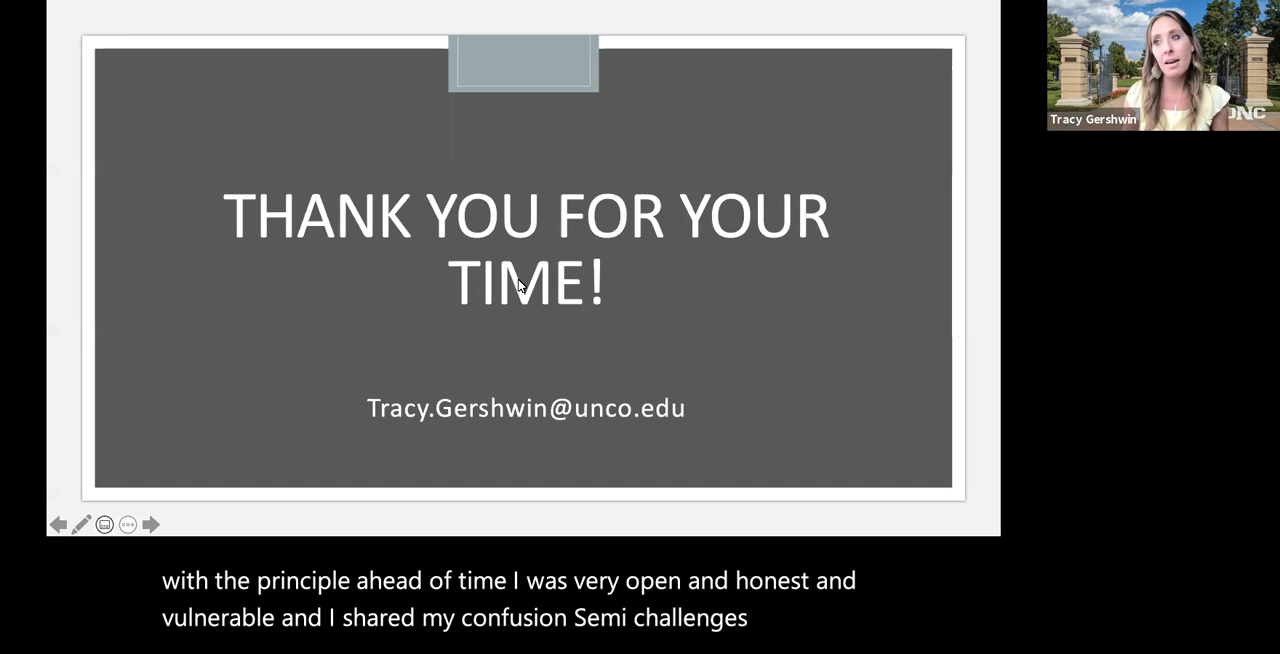 THANK YOU FOR YOUR
TIME!
Tracy.Gershwin@unco.edu
Tracy Gershwin
UNC
with the principle ahead of time I was very open and honest and
vulnerable and I shared my confusion Semi challenges